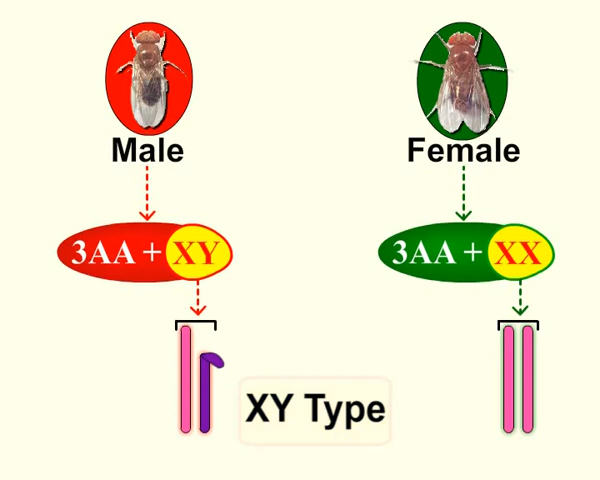 Male
Female
3AA + XY
3AA + XX
XY Type